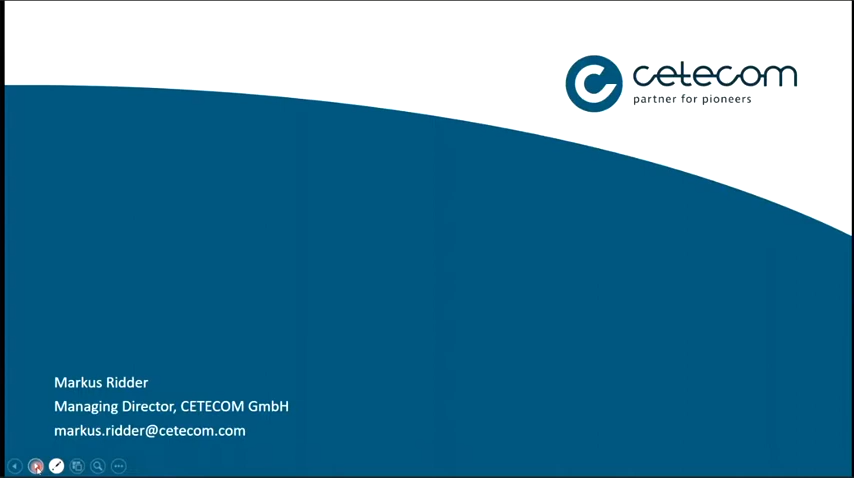 cetecom
partner for pioneers
Markus Ridder
Managing Director, CETECOM GmbH
markus.ridder@cetecom.com